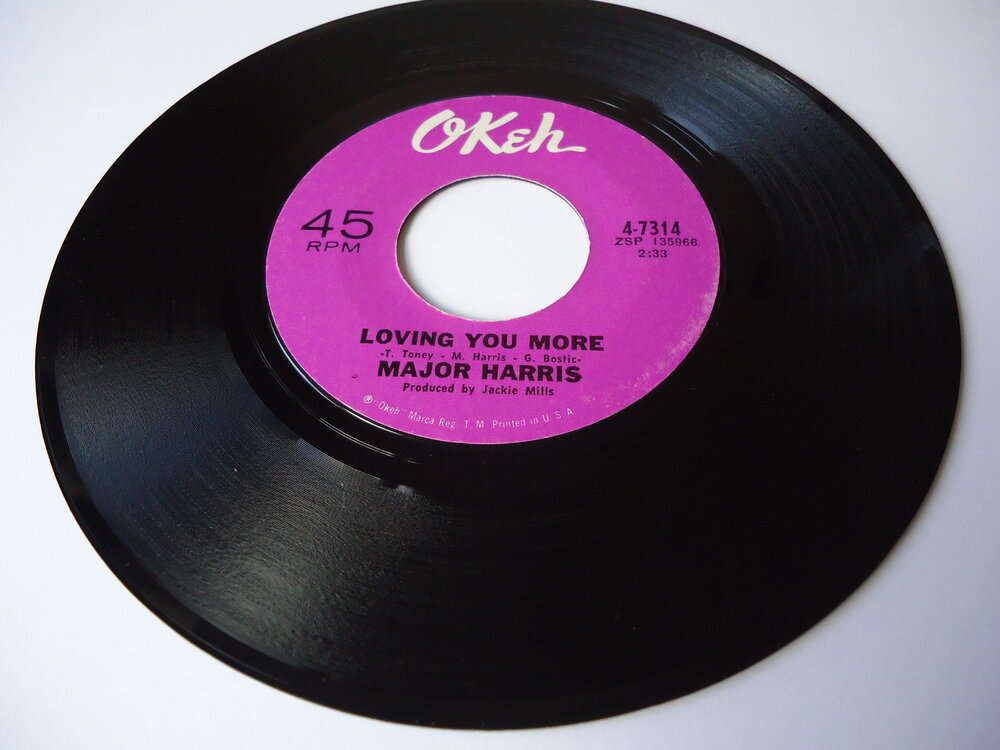 OKeh
45
RPM
4-7314
ZSP 135966
2:33
LOVING YOU MORE
-T. Toney - M. Harris - G. Bostic-
MAJOR HARRIS
Produced by Jackie Mills
® "Okeh" Marca Reg. T M Printed in U S A